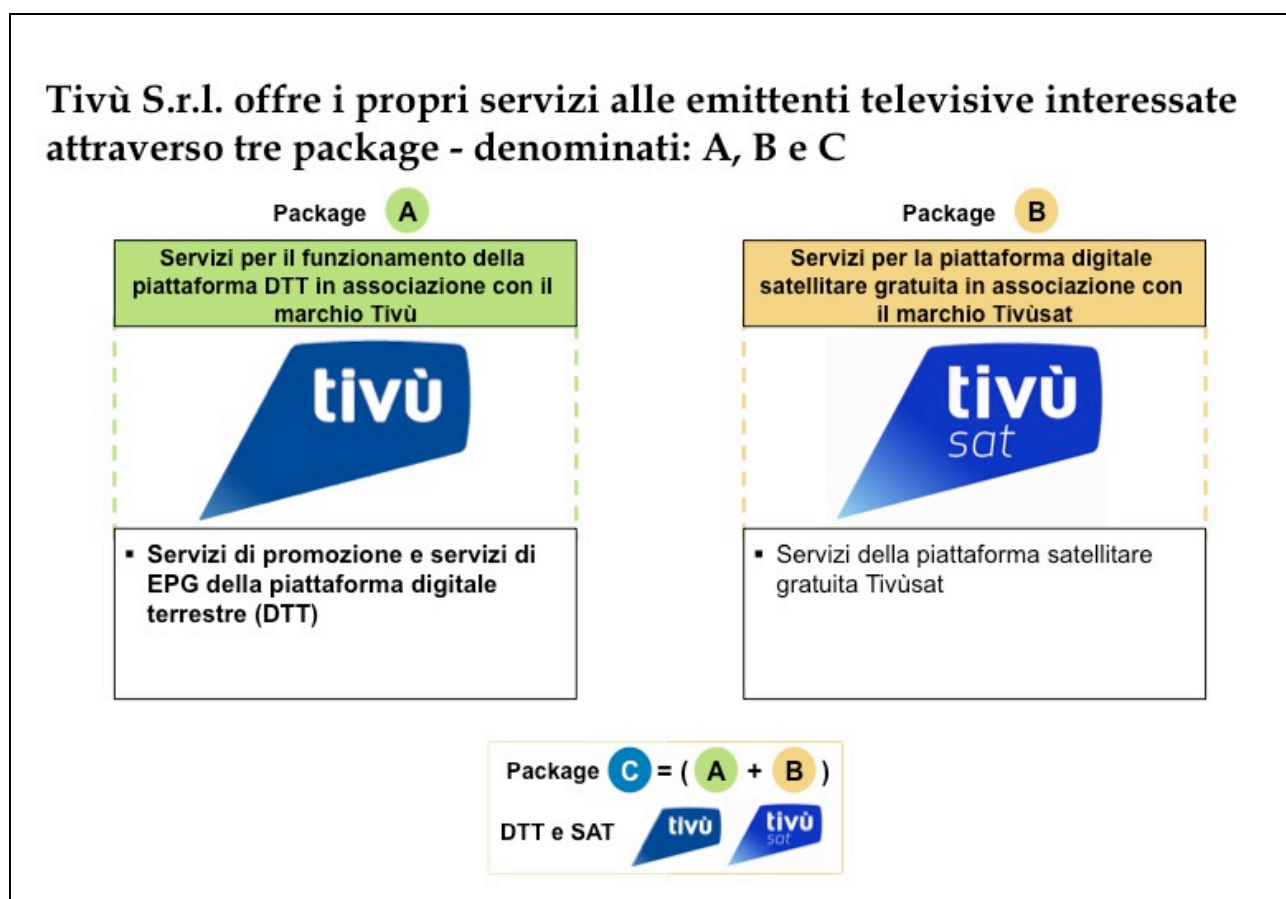 Tivù S.r.l. offre i propri servizi alle emittenti televisive interessate
attraverso tre package - denominati: A, B e C
Package A
Servizi per il funzionamento della
piattaforma DTT in associazione con il
marchio Tivù
tivù
▪ Servizi di promozione e servizi di
EPG della piattaforma digitale
terrestre (DTT)
Package B
Servizi per la piattaforma digitale
satellitare gratuita in associazione con
il marchio Tivùsat
tivù
sat
▪ Servizi della piattaforma satellitare
gratuita Tivùsat
Package C = ( A + B )
DTT e SAT tivù tivù
sat